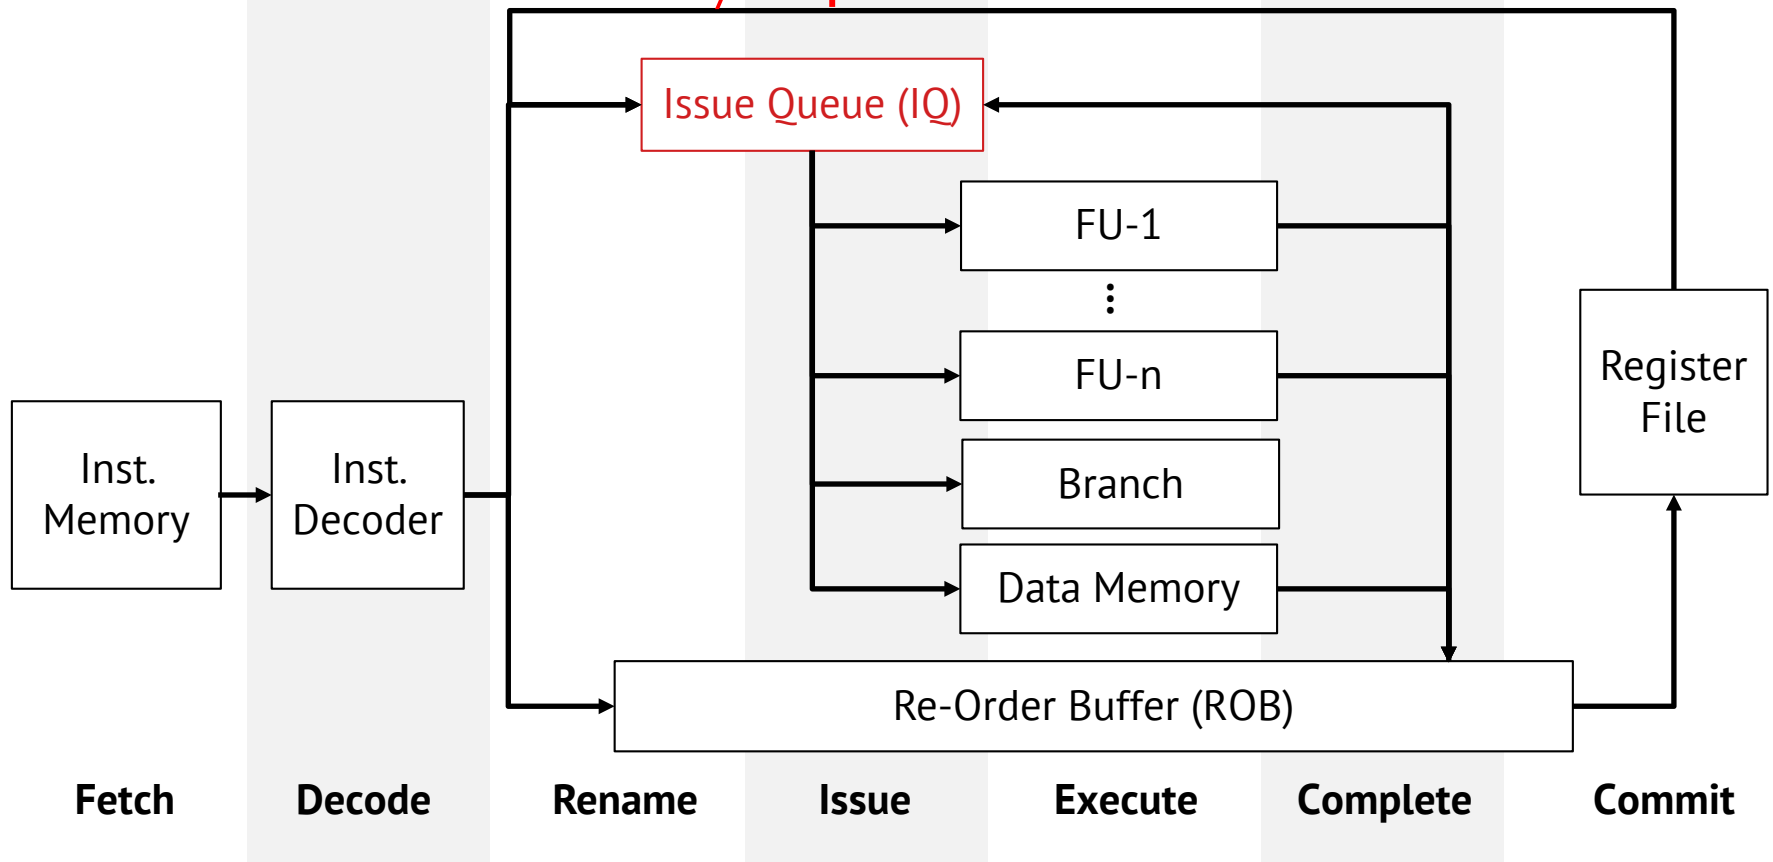 Issue Queue (IQ)
FU-1
FU-n
Register
File
Inst.
Memory
Inst.
Decoder
Branch
Data Memory
Re-Order Buffer (ROB)
Fetch
Decode
Rename
Issue
Execute
Complete
Commit